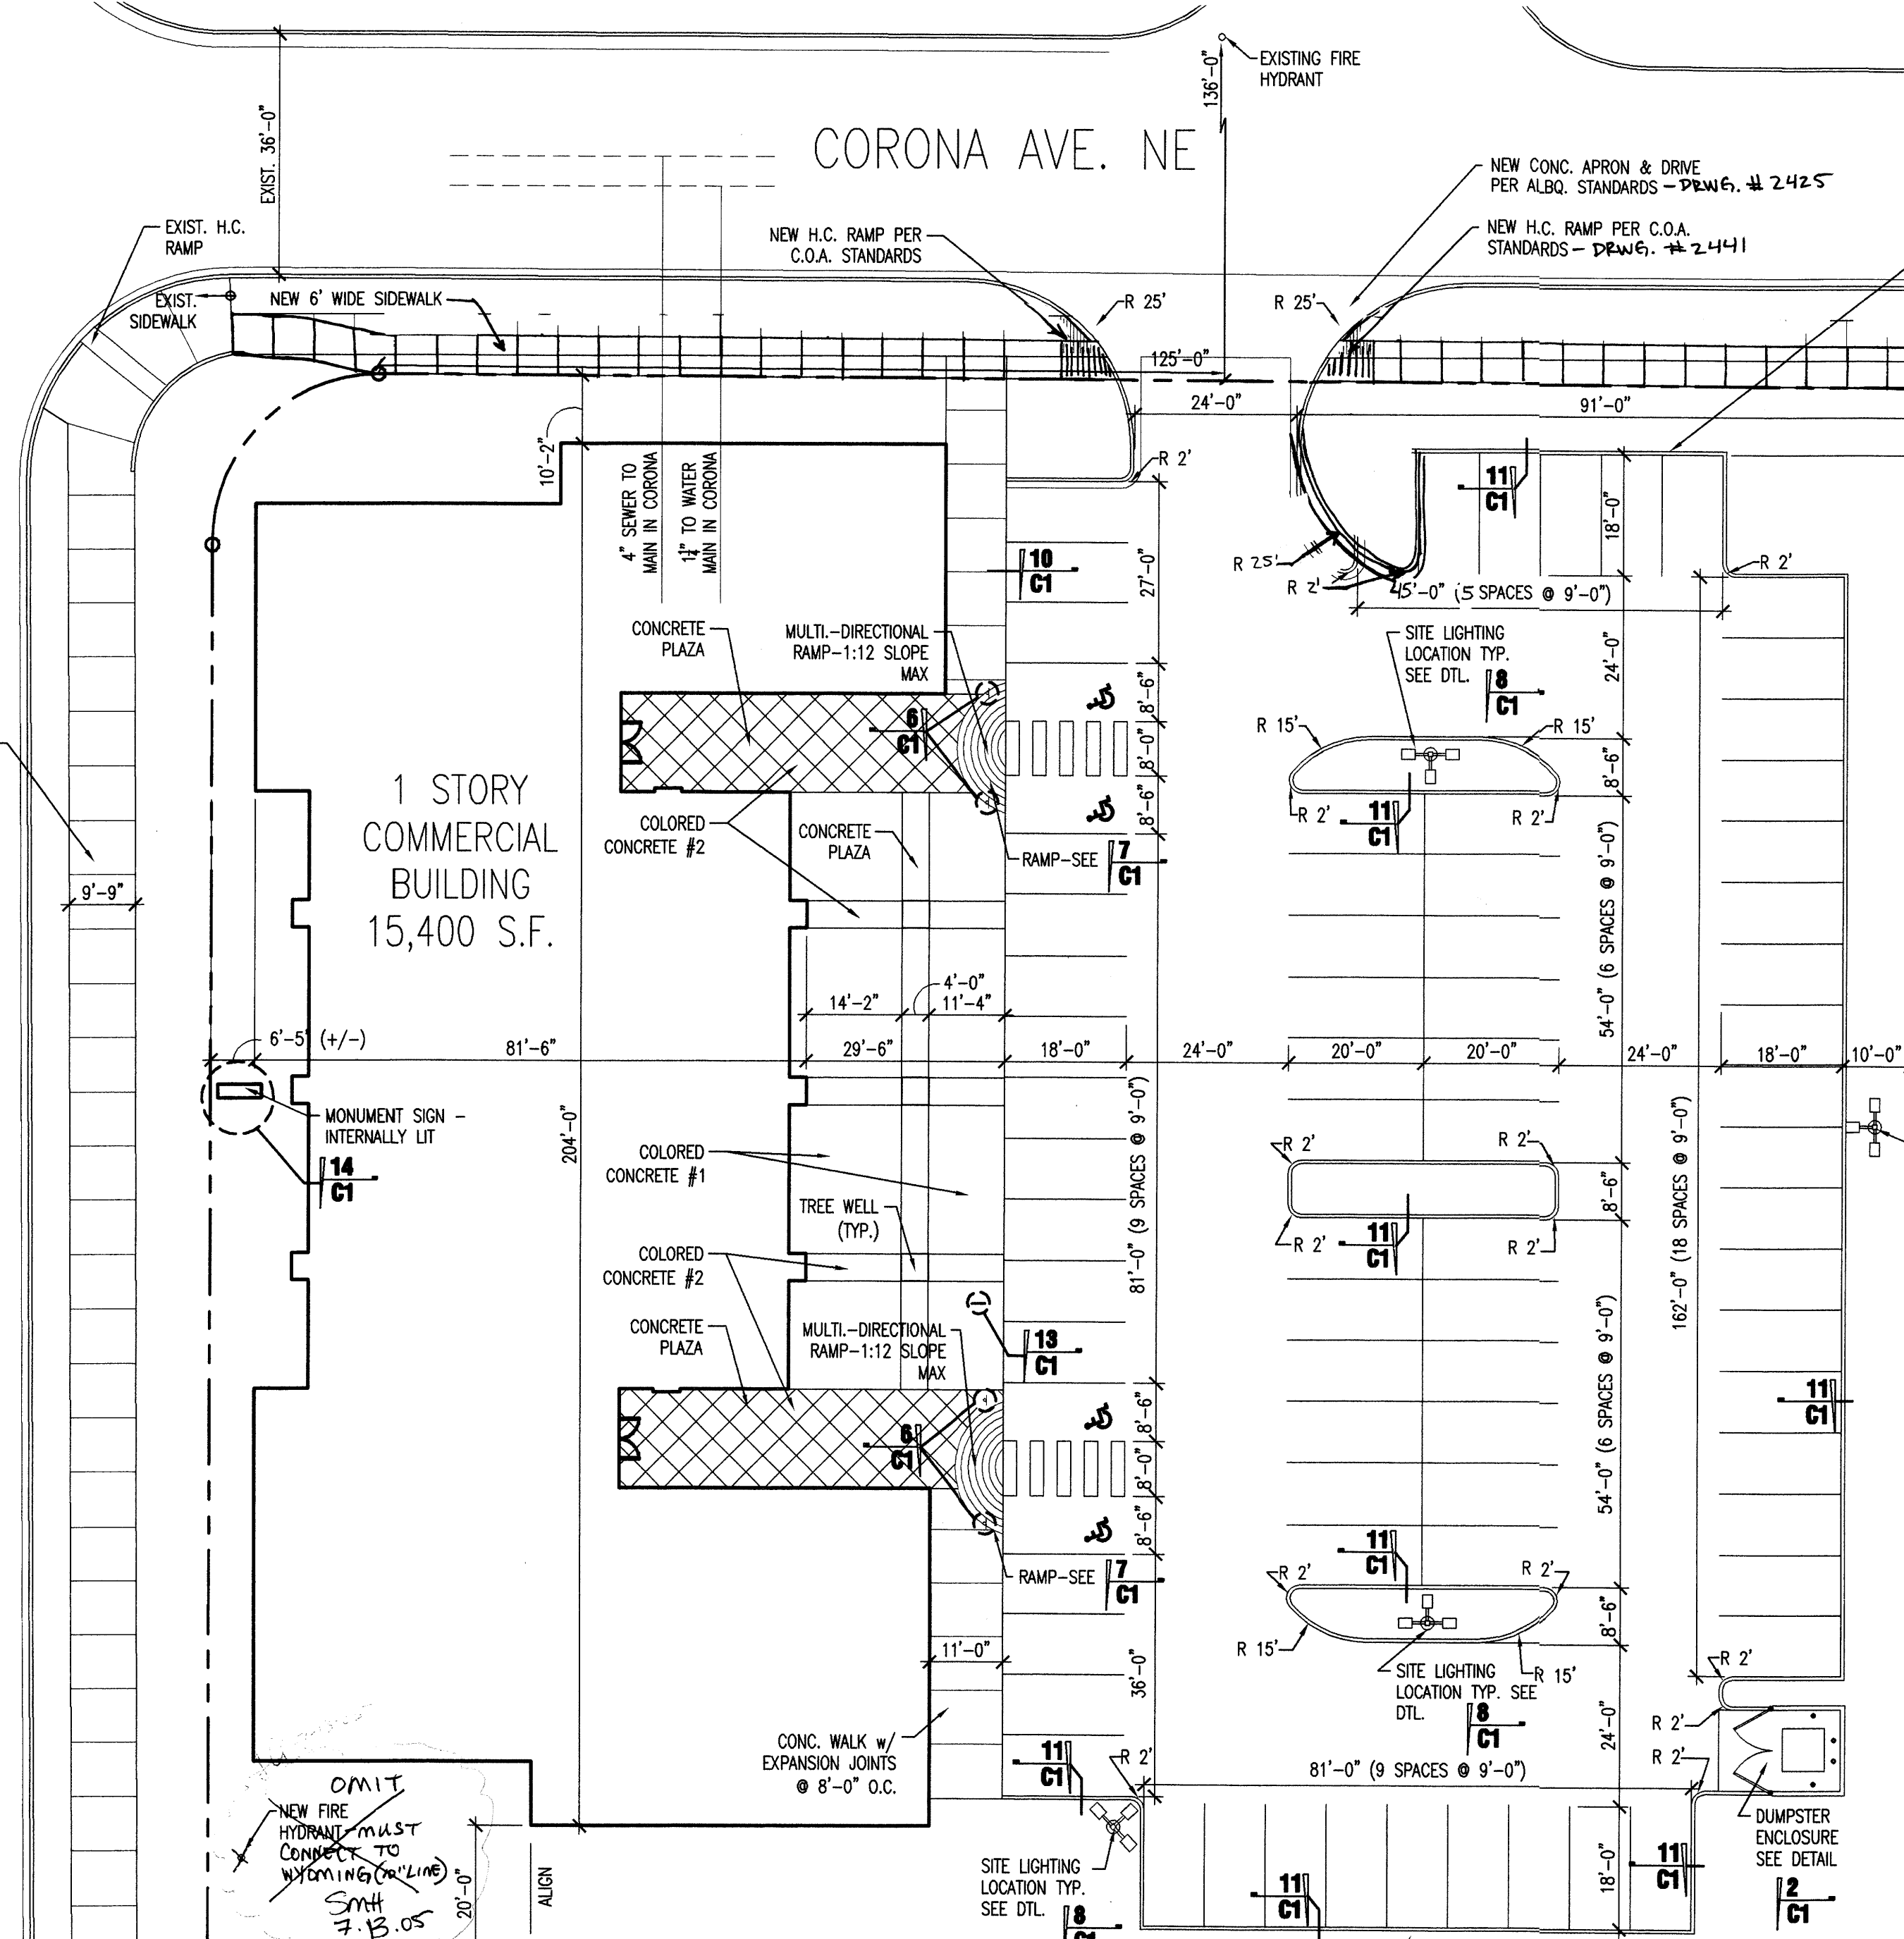 EXISTING FIRE
HYDRANT
136'-0"
CORONA AVE. NE
EXIST. 36'-0"
NEW CONC. APRON & DRIVE
PER ALBQ. STANDARDS - DRWG. # 2425
EXIST. H.C.
RAMP
NEW H.C. RAMP PER
C.O.A. STANDARDS
NEW H.C. RAMP PER C.O.A.
STANDARDS - DRWG. # 2441
EXIST.
SIDEWALK
NEW 6' WIDE SIDEWALK
R 25'
R 25'
125'-0"
24'-0"
91'-0"
10'-2"
4" SEWER TO
MAIN IN CORONA
1½" TO WATER
MAIN IN CORONA
R 2'
11
C1
18'-0"
10
C1
27'-0"
R 25'
R 2'
R 2'
45'-0" (5 SPACES @ 9'-0")
CONCRETE
PLAZA
MULTI.-DIRECTIONAL
RAMP-1:12 SLOPE
MAX
SITE LIGHTING
LOCATION TYP.
SEE DTL.
8
C1
24'-0"
8'-6"
8'-0"
8'-6"
6
C1
R 15'
R 15'
8'-6"
R 2'
11
C1
R 2'
1 STORY
COMMERCIAL
BUILDING
15,400 S.F.
COLORED
CONCRETE #2
CONCRETE
PLAZA
RAMP-SEE
7
C1
9'-9"
54'-0" (6 SPACES @ 9'-0")
14'-2"
4'-0"
11'-4"
6'-5" (+/-)
81'-6"
29'-6"
18'-0"
24'-0"
20'-0"
20'-0"
24'-0"
18'-0"
10'-0"
MONUMENT SIGN -
INTERNALLY LIT
14
C1
204'-0"
COLORED
CONCRETE #1
81'-0" (9 SPACES @ 9'-0")
R 2'
R 2'
8'-6"
162'-0" (18 SPACES @ 9'-0")
TREE WELL
(TYP.)
R 2'
11
C1
R 2'
COLORED
CONCRETE #2
CONCRETE
PLAZA
MULTI.-DIRECTIONAL
RAMP-1:12 SLOPE
MAX
13
C1
54'-0" (6 SPACES @ 9'-0")
11
C1
8'-6"
8'-0"
8'-6"
6
C1
11
C1
RAMP-SEE
7
C1
R 2'
R 2'
8'-6"
R 15'
R 15'
11'-0"
36'-0"
SITE LIGHTING
LOCATION TYP. SEE
DTL.
8
C1
R 2'
R 2'
R 2'
24'-0"
CONC. WALK w/
EXPANSION JOINTS
@ 8'-0" O.C.
11
C1
R 2'
81'-0" (9 SPACES @ 9'-0")
OMIT
NEW FIRE
HYDRANT-MUST
CONNECT TO
WYOMING (10" LINE)
SMH
7.13.05
20'-0"
ALIGN
SITE LIGHTING
LOCATION TYP.
SEE DTL.
8
C1
11
C1
18'-0"
11
C1
DUMPSTER
ENCLOSURE
SEE DETAIL
2
C1